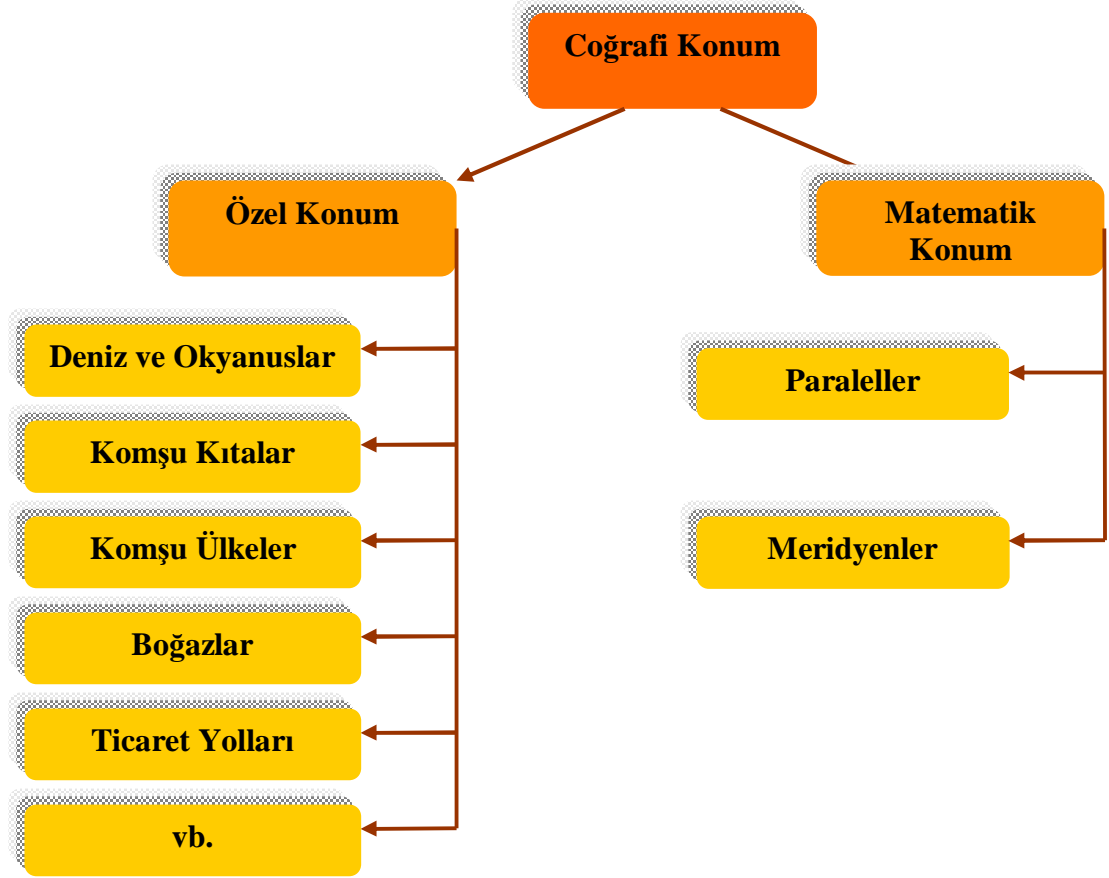 Coğrafi Konum
Özel Konum
Matematik
Konum
Deniz ve Okyanuslar
Komşu Kıtalar
Komşu Ülkeler
Boğazlar
Ticaret Yolları
vb.
Paraleller
Meridyenler